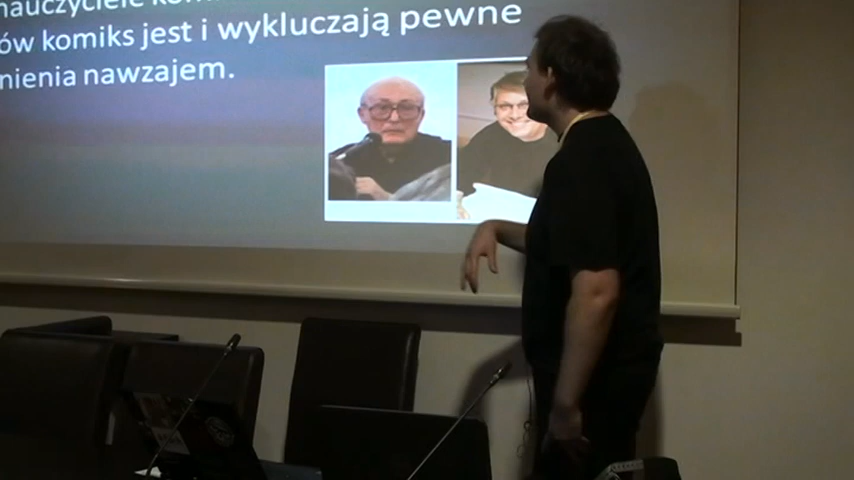 nauczyciele
ów komiks jest i wykluczają pewne
nienia nawzajem.